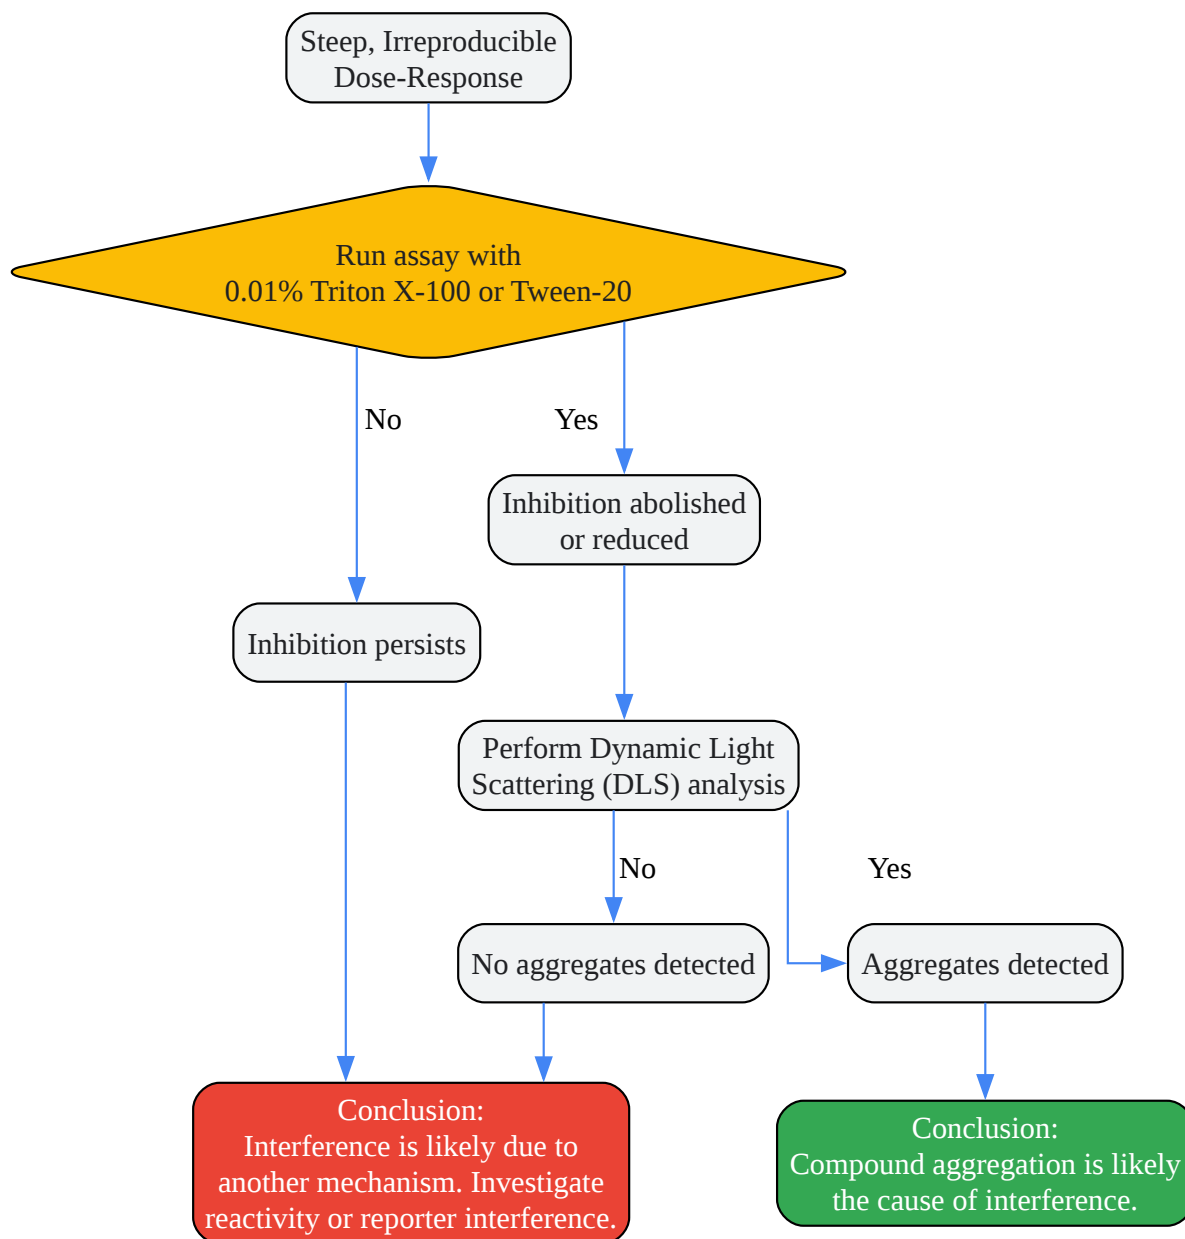 Steep, Irreproducible
Dose-Response
Run assay with
0.01% Triton X-100 or Tween-20
No
Yes
Inhibition abolished
or reduced
Inhibition persists
Perform Dynamic Light
Scattering (DLS) analysis
No
Yes
No aggregates detected
Aggregates detected
Conclusion:
Interference is likely due to
another mechanism. Investigate
reactivity or reporter interference.
Conclusion:
Compound aggregation is likely
the cause of interference.